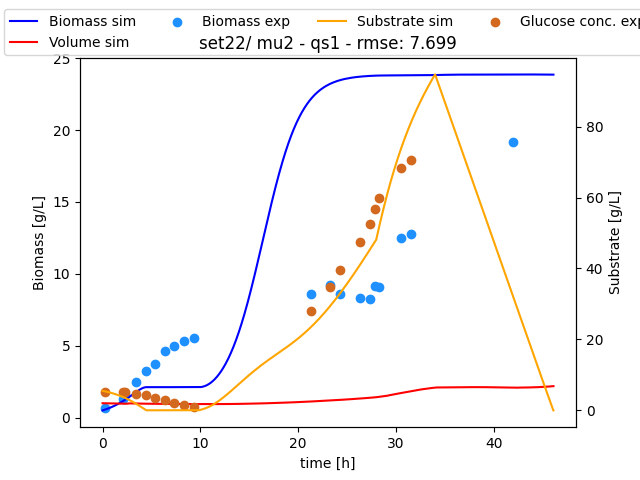 Biomass sim Biomass exp Substrate sim Glucose conc. exp
Volume sim
set22/ mu2 - qs1 - rmse: 7.699
25
20
15
10
5
0
Biomass [g/L]
80
60
40
20
0
Substrate [g/L]
0 10 20 30 40
time [h]